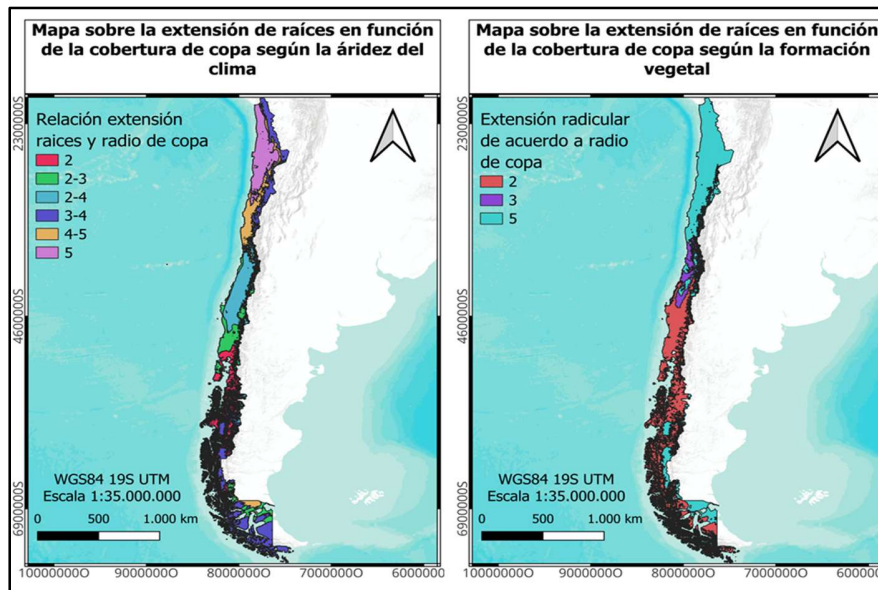 Mapa sobre la extensión de raíces en función
de la cobertura de copa según la áridez del
clima
Relación extensión
raices y radio de copa
2
2-3
2-4
3-4
4-5
5
2300000S
4600000S
6900000S
WGS84 19S UTM
Escala 1:35.000.000
0 500 1.000 km
10000000O 9000000O 8000000O 7000000O 600000
Mapa sobre la extensión de raíces en función
de la cobertura de copa según la formación
vegetal
Extensión radicular
de acuerdo a radio
de copa
2
3
5
2300000S
4600000S
6900000S
WGS84 19S UTM
Escala 1:35.000.000
0 500 1.000 km
10000000O 9000000O 8000000O 7000000O 600000